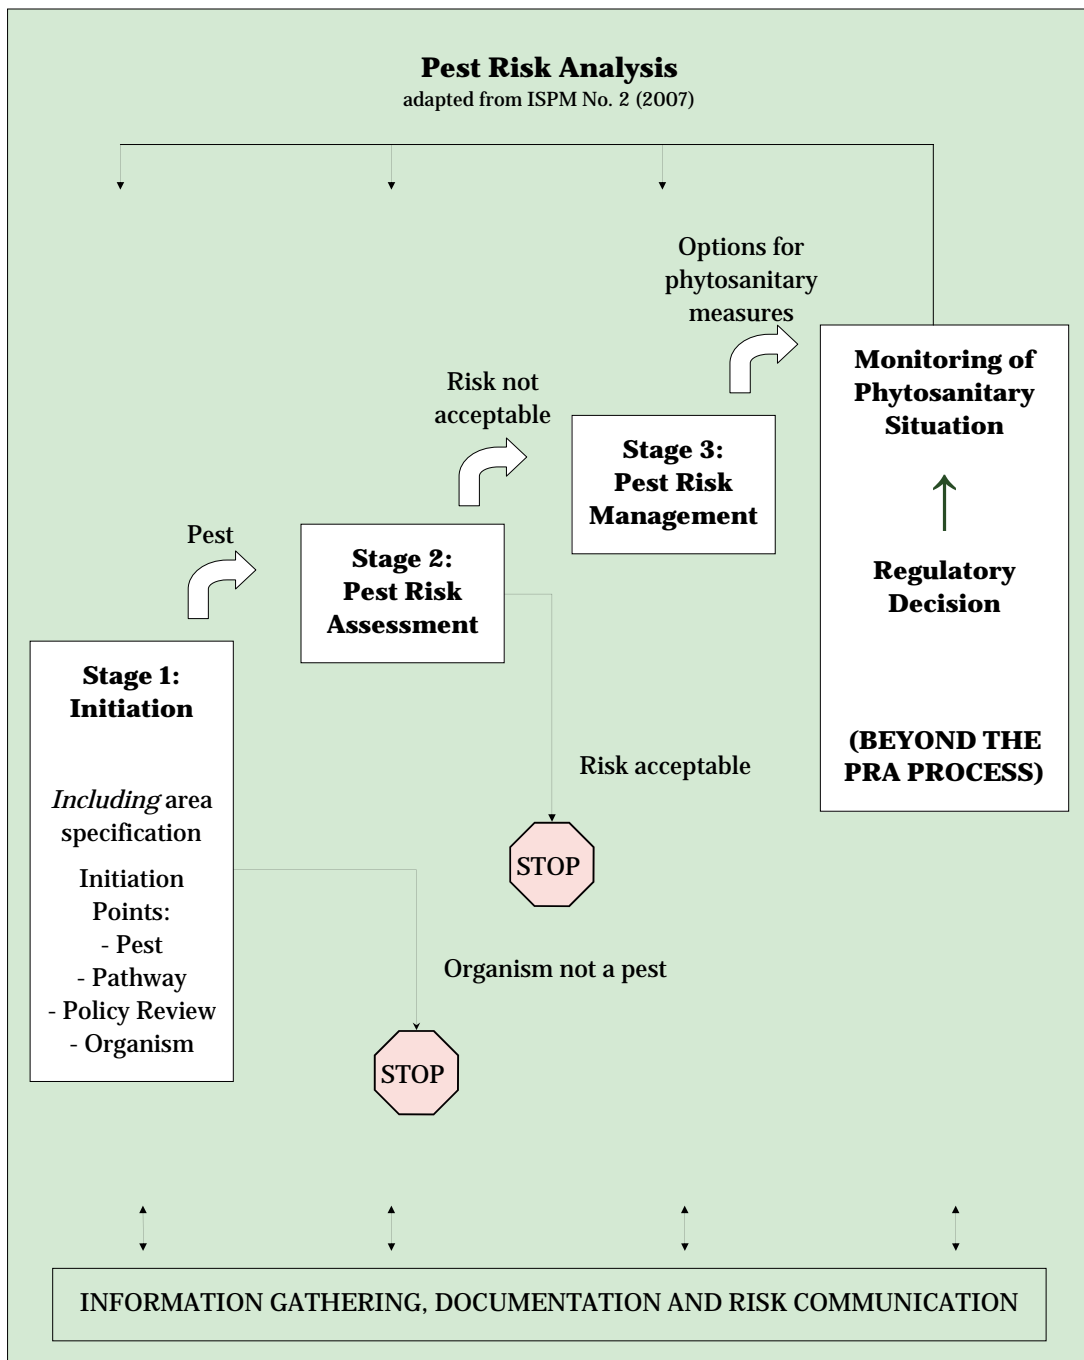 Pest Risk Analysis
adapted from ISPM No. 2 (2007)
Options for
phytosanitary
measures
Monitoring of
Phytosanitary
Situation
Regulatory
Decision
(BEYOND THE
PRA PROCESS)
Risk not
acceptable
Stage 3:
Pest Risk
Management
Pest
Stage 2:
Pest Risk
Assessment
Risk acceptable
STOP
Stage 1:
Initiation
Including area
specification
Initiation
Points:
- Pest
- Pathway
- Policy Review
- Organism
Organism not a pest
STOP
INFORMATION GATHERING, DOCUMENTATION AND RISK COMMUNICATION